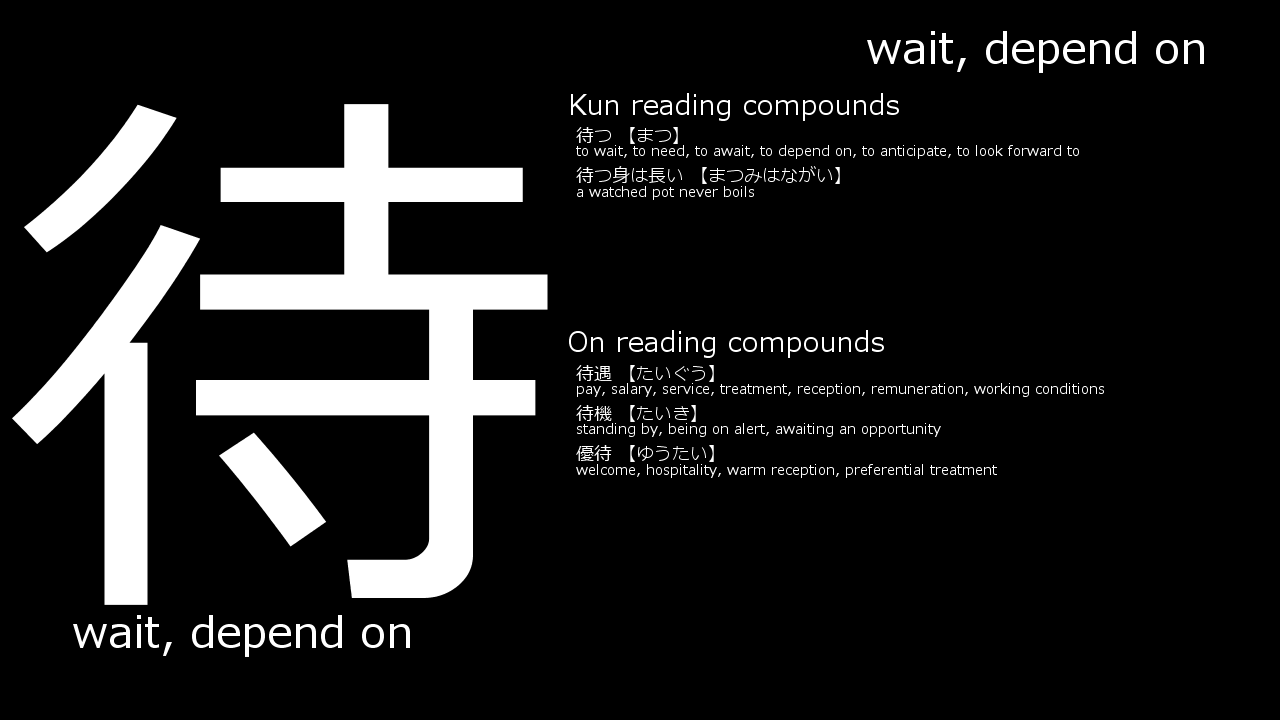 wait, depend on
待
Kun reading compounds
待つ 【まつ】
to wait, to need, to await, to depend on, to anticipate, to look forward to
待つ身は長い 【まつみはながい】
a watched pot never boils
On reading compounds
待遇 【たいぐう】
pay, salary, service, treatment, reception, remuneration, working conditions
待機 【たいき】
standing by, being on alert, awaiting an opportunity
優待 【ゆうたい】
welcome, hospitality, warm reception, preferential treatment
wait, depend on